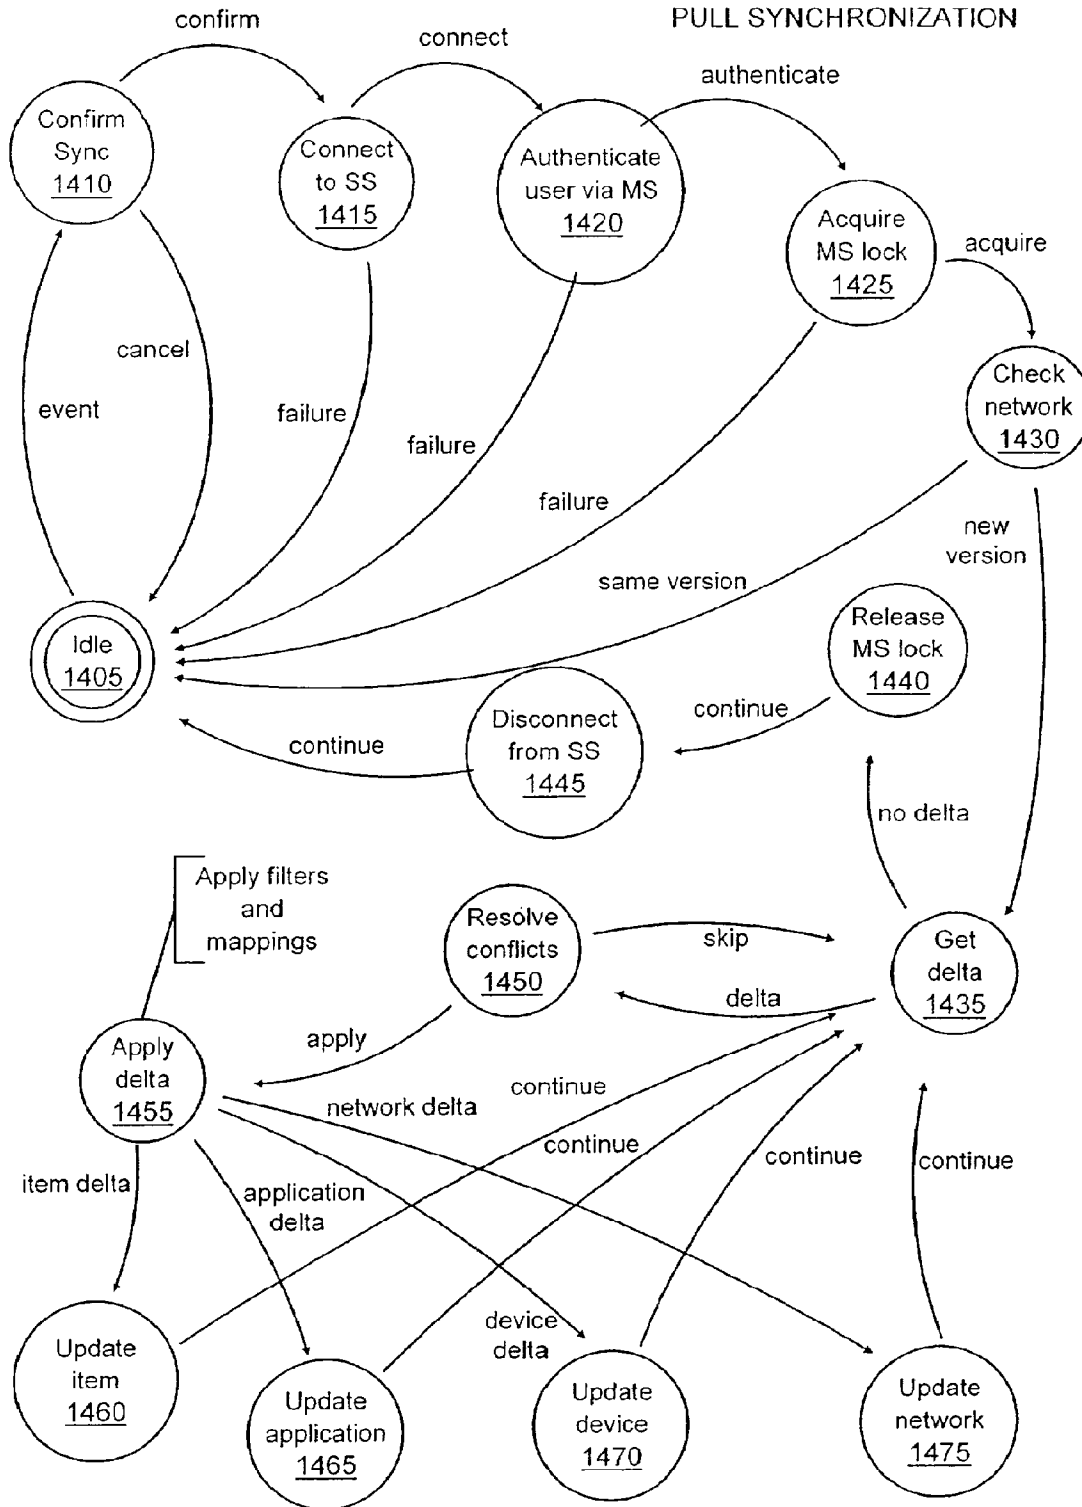 PULL SYNCHRONIZATION
confirm
connect
authenticate
Confirm
Sync
1410
Connect
to SS
1415
Authenticate
user via MS
1420
Acquire
MS lock
1425
acquire
cancel
event
failure
failure
failure
Check
network
1430
same version
new
version
Idle
1405
Release
MS lock
1440
continue
Disconnect
from SS
1445
continue
no delta
Apply filters
and
mappings
Resolve
conflicts
1450
skip
delta
Get
delta
1435
apply
Apply
delta
1455
network delta
continue
continue
continue
continue
item delta
application
delta
device
delta
Update
item
1460
Update
application
1465
Update
device
1470
Update
network
1475